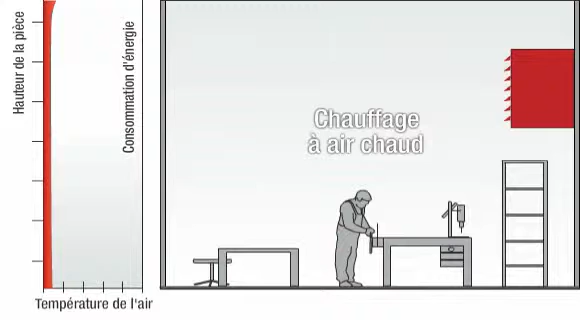 Hauteur de la pièce
Consommation d'énergie
Chauffage
à air chaud
Température de l'air